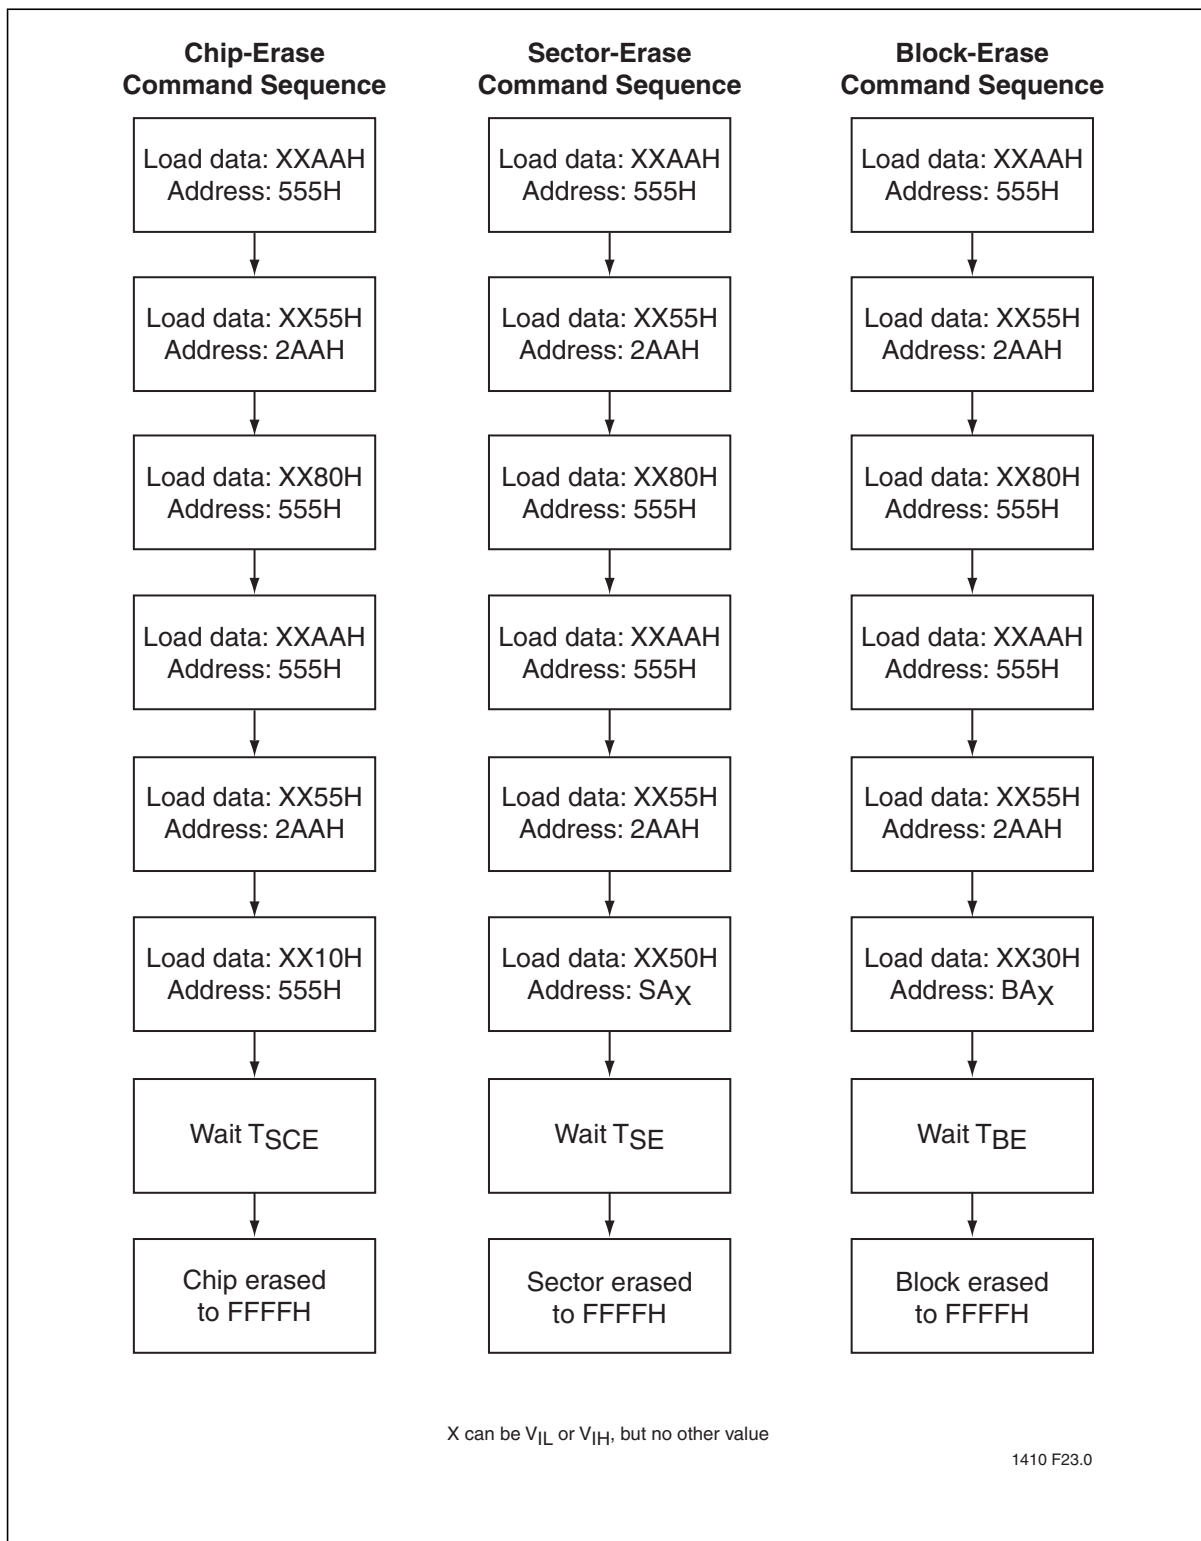 Chip-Erase
Command Sequence
Load data: XXAAH
Address: 555H
Load data: XX55H
Address: 2AAH
Load data: XX80H
Address: 555H
Load data: XXAAH
Address: 555H
Load data: XX55H
Address: 2AAH
Load data: XX10H
Address: 555H
Wait TSCE
Chip erased
to FFFFH
Sector-Erase
Command Sequence
Load data: XXAAH
Address: 555H
Load data: XX55H
Address: 2AAH
Load data: XX80H
Address: 555H
Load data: XXAAH
Address: 555H
Load data: XX55H
Address: 2AAH
Load data: XX50H
Address: SAX
Wait TSE
Sector erased
to FFFFH
Block-Erase
Command Sequence
Load data: XXAAH
Address: 555H
Load data: XX55H
Address: 2AAH
Load data: XX80H
Address: 555H
Load data: XXAAH
Address: 555H
Load data: XX55H
Address: 2AAH
Load data: XX30H
Address: BAX
Wait TBE
Block erased
to FFFFH
X can be VIL or VIH, but no other value
1410 F23.0